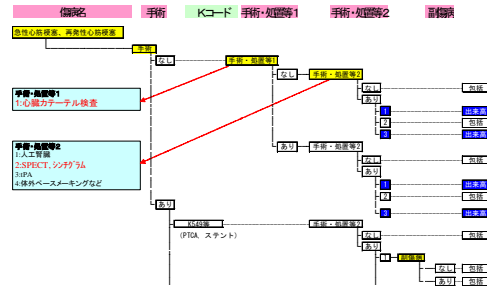 傷病名 手術 Kコード 手術・処置等1 手術・処置等2 副傷病
急性心筋梗塞、再発性心筋梗塞
手術
なし 手術・処置等1
なし 手術・処置等2
なし 包括
あり
1 出来高
2 包括
3 出来高
手術・処置等1
1:心臓カテーテル検査
手術・処置等2
1:人工腎臓
2:SPECT、シンチグラム
3:tPA
4:体外ペースメーキングなど
あり 手術・処置等2
なし 包括
あり
1 出来高
2 包括
3 出来高
あり
K549等 手術・処置等2
(PTCA, ステント)
なし 包括
あり
1 副傷病
なし 包括
あり 包括